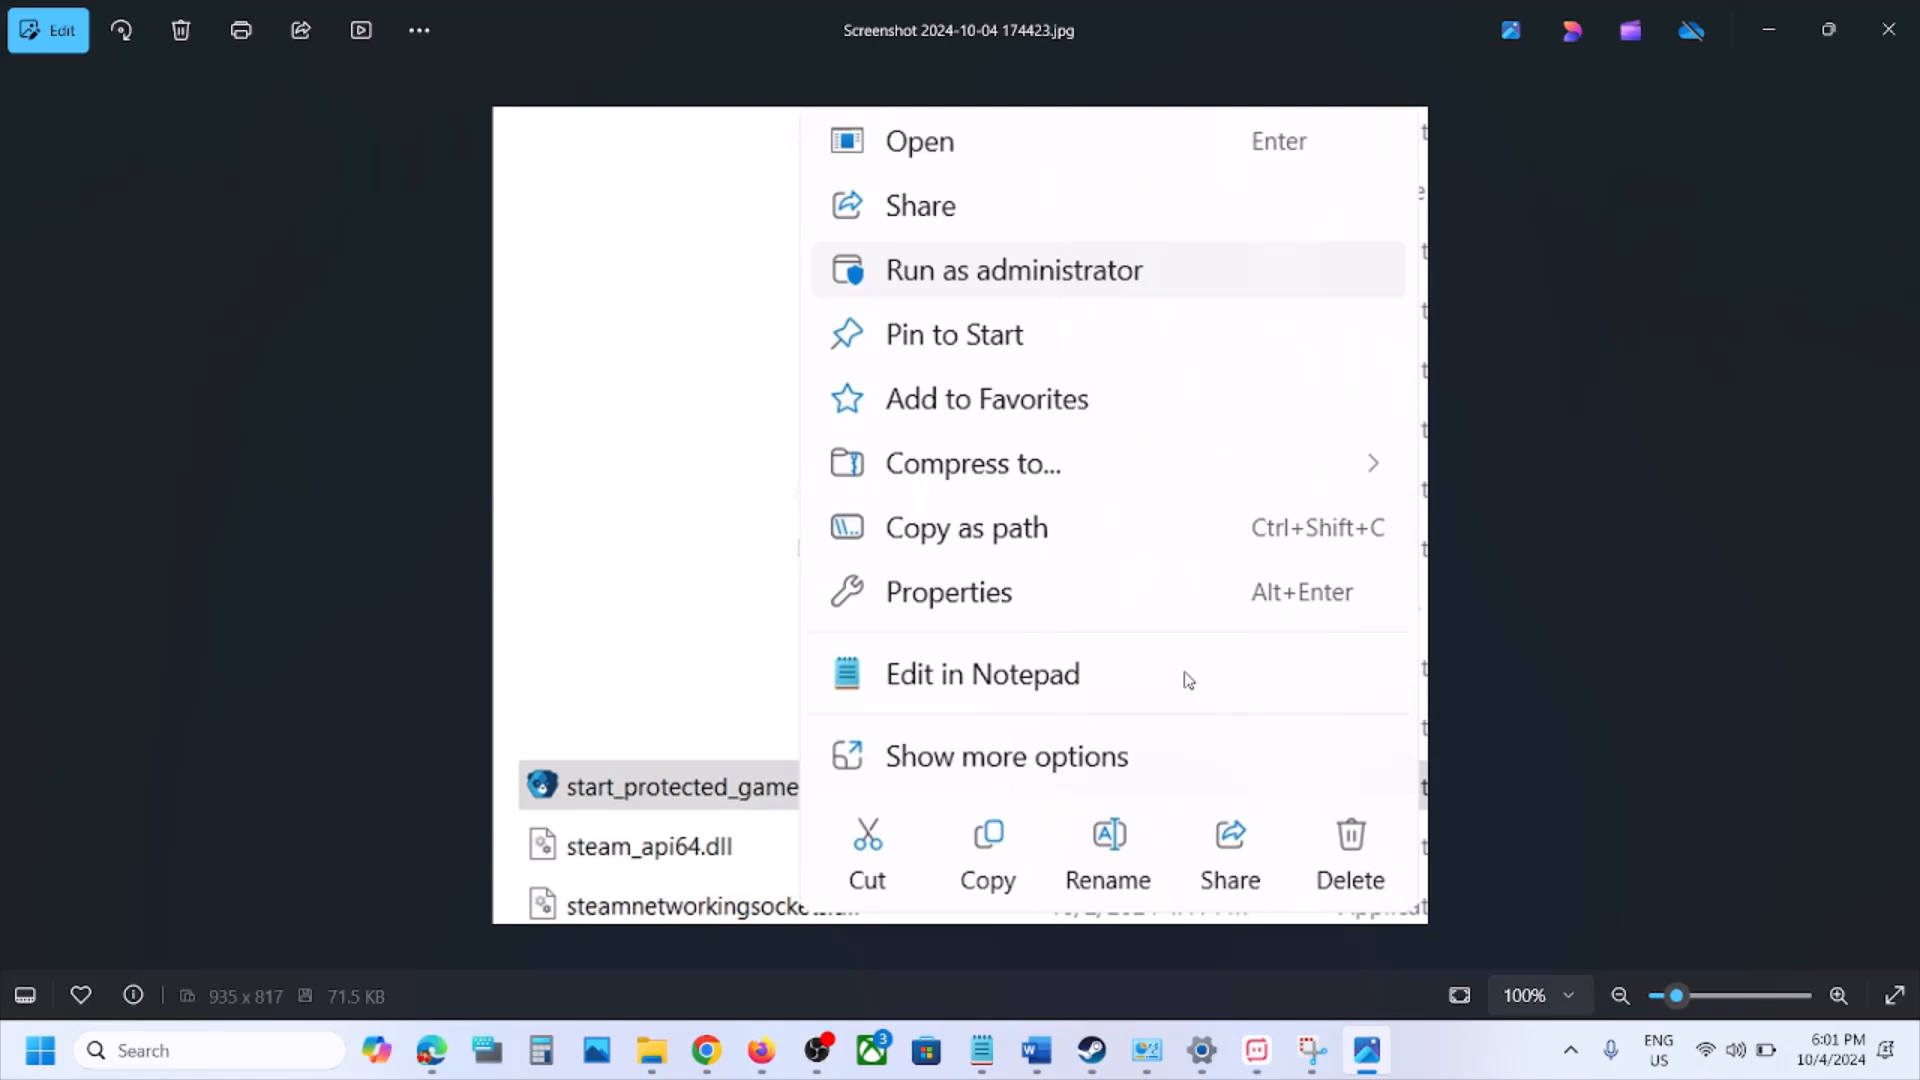 Edit
Screenshot 2024-10-04 174423.jpg
Open Enter
Share
Run as administrator
Pin to Start
Add to Favorites
Compress to...
Copy as path Ctrl+Shift+C
Properties Alt+Enter
Edit in Notepad
Show more options
start_protected_game
Cut Copy Rename Share Delete
steam_api64.dll
935 x 817 71.5 KB
100%
Search
3
ENG
US
6:01 PM
10/4/2024